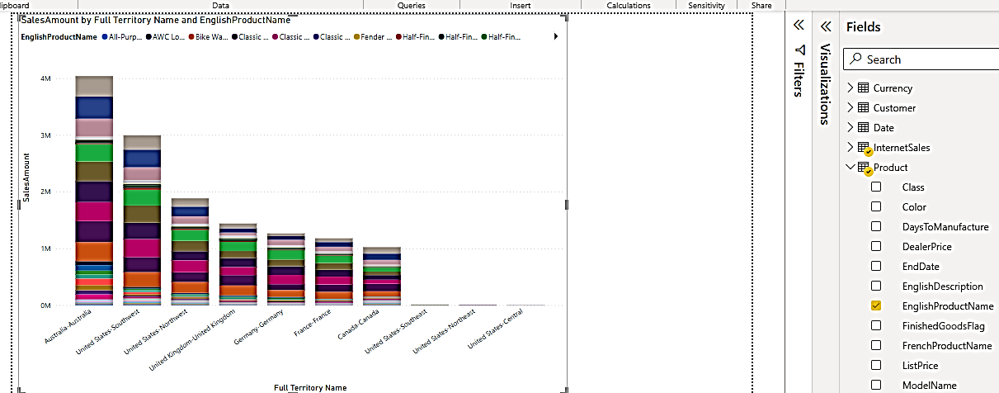 lipboard Data Queries Insert Calculations Sensitivity Share
SalesAmount by Full Territory Name and EnglishProductName
EnglishProductName All-Purp... AWC Lo... Bike Wa... Classic ... Classic ... Classic ... Fender ... Half-Fin... Half-Fin... Half-Fin...
4M
3M
2M
1M
0M
SalesAmount
Australia-Australia
United States-Southwest
United States-Northwest
United Kingdom-United Kingdom
Germany-Germany
France-France
Canada-Canada
United States-Southeast
United States-Northeast
United States-Central
Full Territory Name
Filters
Visualizations
Fields
Search
Currency
Customer
Date
InternetSales
Product
Class
Color
DaysToManufacture
DealerPrice
EndDate
EnglishDescription
EnglishProductName
FinishedGoodsFlag
FrenchProductName
ListPrice
ModelName